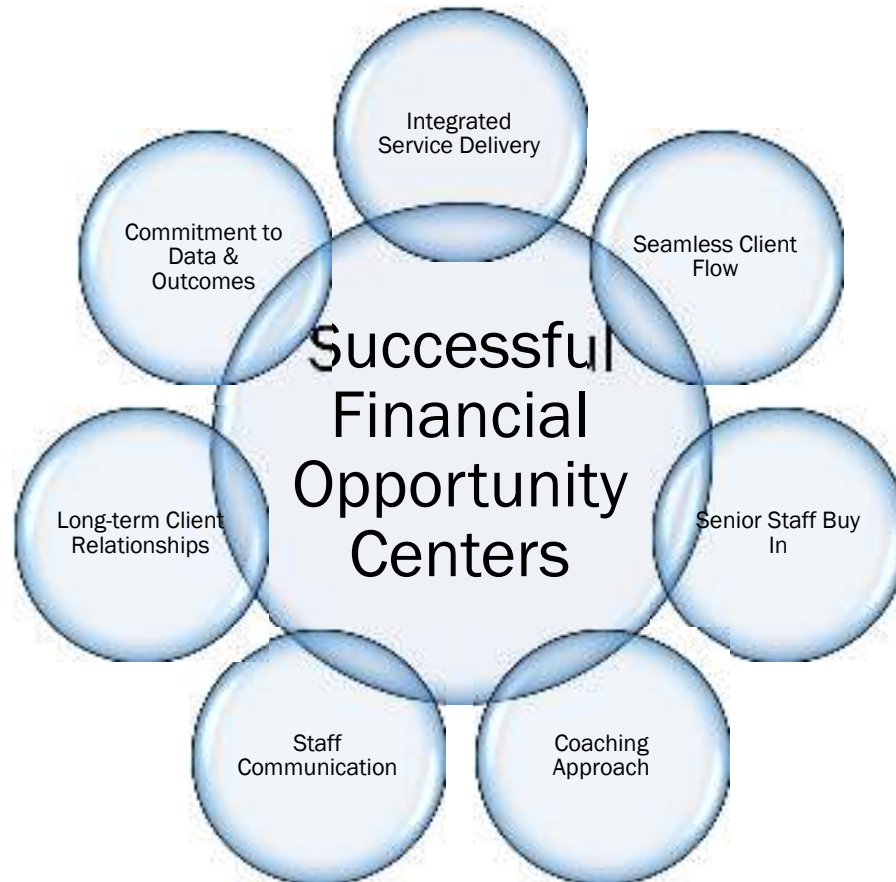 Integrated
Service Delivery
Commitment to
Data &
Outcomes
Seamless Client
Flow
Successful
Financial
Opportunity
Centers
Long-term Client
Relationships
Senior Staff Buy
In
Staff
Communication
Coaching
Approach